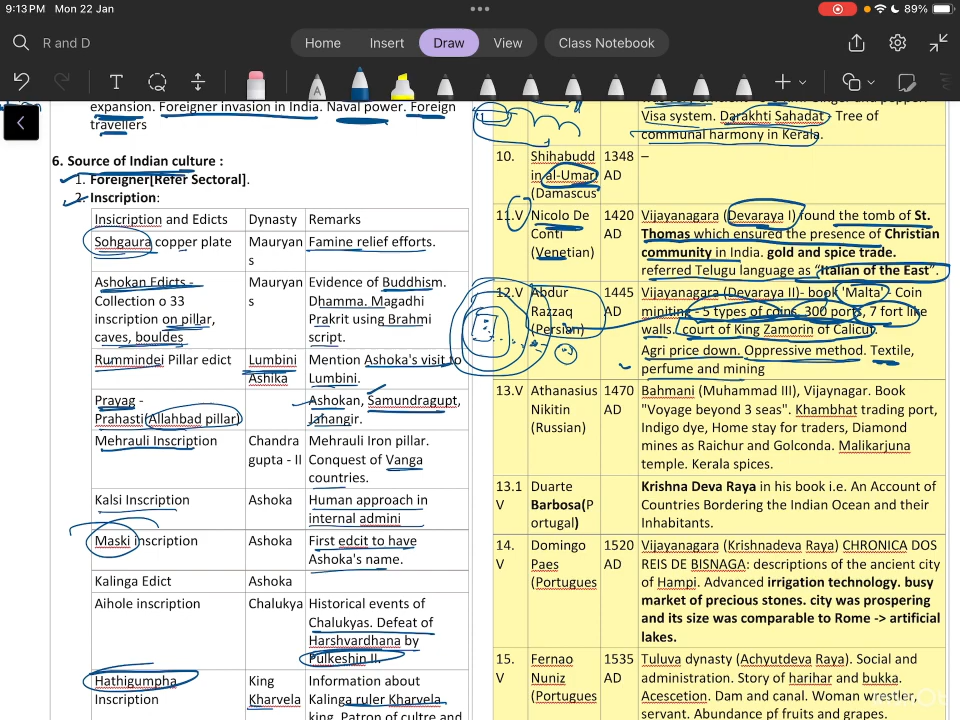 9:13 PM Mon 22 Jan
89%
R and D
Home Insert Draw View Class Notebook
T
A
expansion. Foreigner invasion in India. Naval power. Foreign
travellers
6. Source of Indian culture :
1. Foreigner[Refer Sectoral].
2. Inscription:
Insicription and Edicts Dynasty Remarks
Sohgaura copper plate Mauryan
s Famine relief efforts.
Ashokan Edicts -
Collection o 33
inscription on pillar,
caves, bouldes
Mauryan
s
Evidence of Buddhism.
Dhamma. Magadhi
Prakrit using Brahmi
script.
Rummindei Pillar edict
Lumbini
Ashika
Mention Ashoka's visit to
Lumbini.
Prayag -
Prahasti(Allahbad pillar)
Ashokan, Samundragupt,
Jahangir.
Mehrauli Inscription
Chandra
gupta - II
Mehrauli Iron pillar.
Conquest of Vanga
countries.
Kalsi Inscription
Ashoka
Human approach in
internal admini
Maski inscription
Ashoka
First edcit to have
Ashoka's name.
Kalinga Edict
Ashoka
Aihole inscription
Chalukya
Historical events of
Chalukyas. Defeat of
Harshvardhana by
Pulkeshin II.
Hathigumpha
Inscription
King
Kharvela
Information about
Kalinga ruler Kharvela
king. Patron of cultre and
Visa system. Darakhti Sahadat - Tree of
communal harmony in Kerala.
10.
Shihabudd
in al-Umar)
(Damascus
1348
AD
–
11.V
Nicolo De
Conti
(Venetian)
1420
AD
Vijayanagara (Devaraya I) found the tomb of St.
Thomas which ensured the presence of Christian
community in India. gold and spice trade.
referred Telugu language as "Italian of the East".
12.V
Abdur
Razzaq
(Persian)
1445
AD
Vijayanagara (Devaraya II)- book 'Malta' - Coin
miniting - 5 types of coins, 300 ports, 7 fort like
walls. court of King Zamorin of Calicut.
Agri price down. Oppressive method. Textile,
perfume and mining
13.V
Athanasius
Nikitin
(Russian)
1470
AD
Bahmani (Muhammad III), Vijaynagar. Book
"Voyage beyond 3 seas". Khambhat trading port,
Indigo dye, Home stay for traders, Diamond
mines as Raichur and Golconda. Malikarjuna
temple. Kerala spices.
13.1
V
Duarte
Barbosa(P
ortugal)
Krishna Deva Raya in his book i.e. An Account of
Countries Bordering the Indian Ocean and their
Inhabitants.
14.
V
Domingo
Paes
(Portugues
1520
AD
Vijayanagara (Krishnadeva Raya) CHRONICA DOS
REIS DE BISNAGA: descriptions of the ancient city
of Hampi. Advanced irrigation technology. busy
market of precious stones. city was prospering
and its size was comparable to Rome -> artificial
lakes.
15.
V
Fernao
Nuniz
(Portugues
1535
AD
Tuluva dynasty (Achyutdeva Raya). Social and
administration. Story of harihar and bukka.
Acescetion. Dam and canal. Woman wrestler,
servant. Abundance pf fruits and grapes.